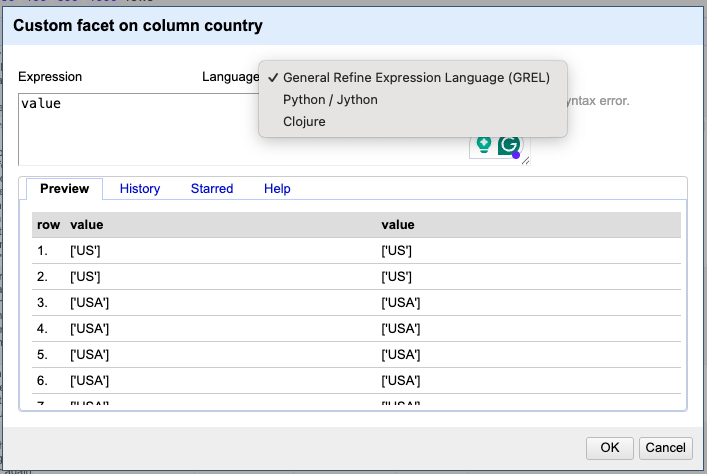 Custom facet on column country
Expression
Language
✓ General Refine Expression Language (GREL)
Python / Jython
Clojure
yntax error.
value
Preview History Starred Help
row value value
1. ['US'] ['US']
2. ['US'] ['US']
3. ['USA'] ['USA']
4. ['USA'] ['USA']
5. ['USA'] ['USA']
6. ['USA'] ['USA']
7. ['USA'] ['USA']
OK Cancel